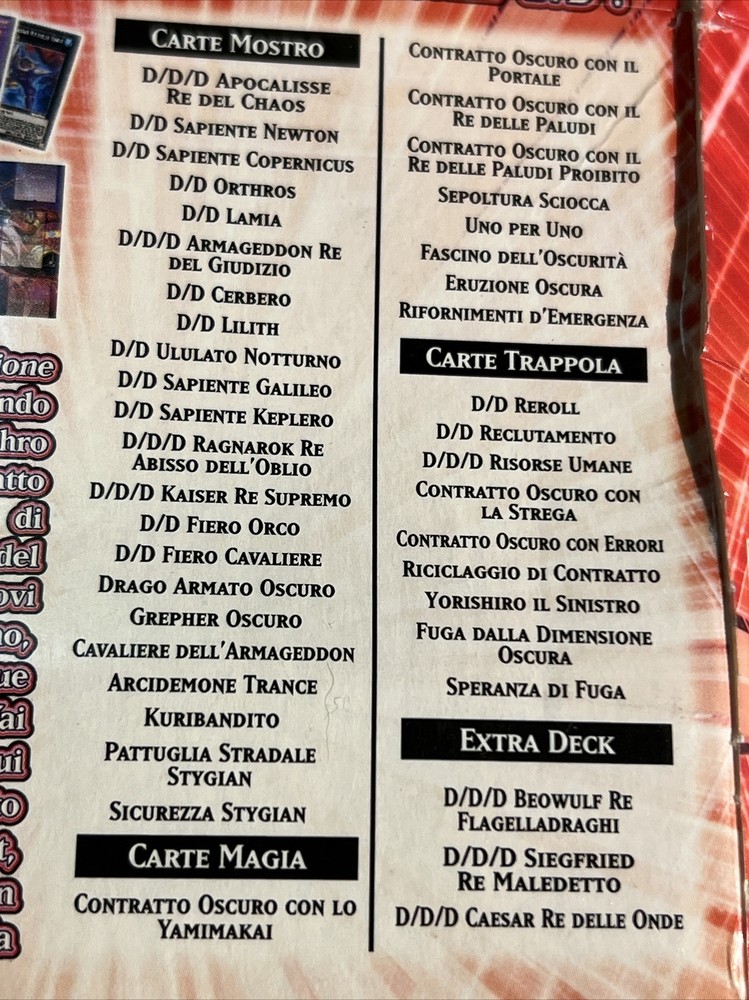 CARTE MOSTRO
D/D/D APOCALISSE
RE DEL CHAOS
D/D SAPIENTE NEWTON
D/D SAPIENTE COPERNICUS
D/D ORTHROS
D/D LAMIA
D/D/D ARMAGEDDON RE
DEL GIUDIZIO
D/D CERBERO
D/D LILITH
D/D ULULATO NOTTURNO
D/D SAPIENTE GALILEO
D/D SAPIENTE KEPLERO
D/D/D RAGNAROK RE
ABISSO DELL'OBLIO
D/D/D KAISER RE SUPREMO
D/D FIERO ORCO
D/D FIERO CAVALIERE
DRAGO ARMATO OSCURO
GREPHER OSCURO
CAVALIERE DELL'ARMAGEDDON
ARCIDEMONE TRANCE
KURIBANDITO
PATTUGLIA STRADALE
STYGIAN
SICUREZZA STYGIAN
CARTE MAGIA
CONTRATTO OSCURO CON LO
YAMIMAKAI
CONTRATTO OSCURO CON IL
PORTALE
CONTRATTO OSCURO CON IL
RE DELLE PALUDI
CONTRATTO OSCURO CON IL
RE DELLE PALUDI PROIBITO
SEPOLTURA SCIOCCA
UNO PER UNO
FASCINO DELL'OSCURITÀ
ERUZIONE OSCURA
RIFORNIMENTI D'EMERGENZA
CARTE TRAPPOLA
D/D REROLL
D/D RECLUTAMENTO
D/D/D RISORSE UMANE
CONTRATTO OSCURO CON
LA STREGA
CONTRATTO OSCURO CON ERRORI
RICICLAGGIO DI CONTRATTO
YORISHIRO IL SINISTRO
FUGA DALLA DIMENSIONE
OSCURA
SPERANZA DI FUGA
EXTRA DECK
D/D/D BEOWULF RE
FLAGELLADRAGHI
D/D/D SIEGFRIED
RE MALEDETTO
D/D/D CAESAR RE DELLE ONDE